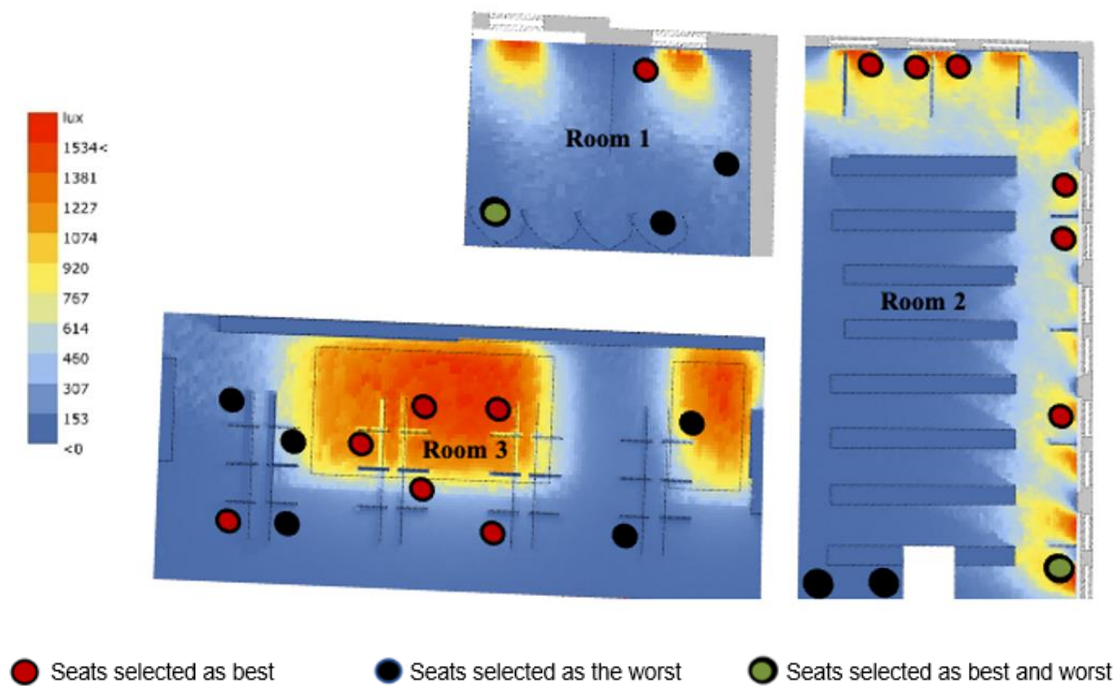 lux
1534<
1381
1227
1074
920
767
614
460
307
153
<0
Room 1
Room 2
Room 3
Seats selected as best
Seats selected as the worst
Seats selected as best and worst